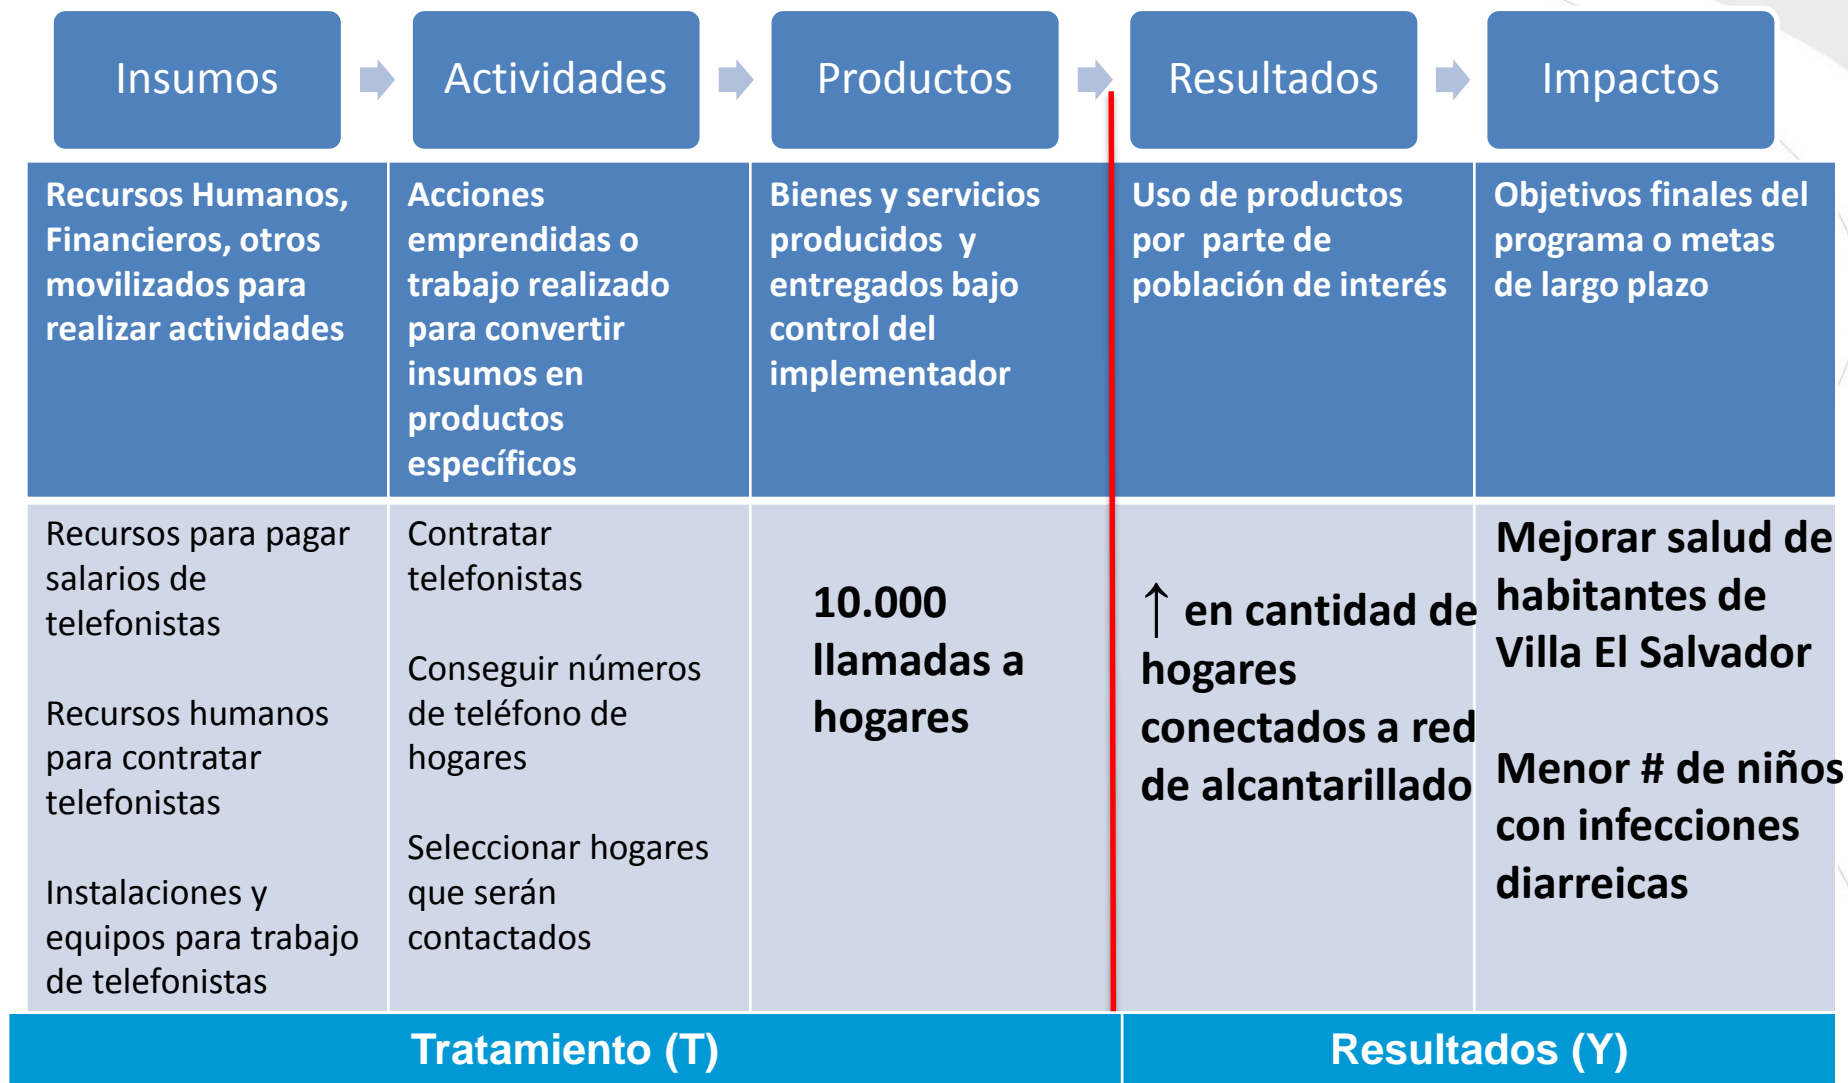 Insumos
Actividades
Productos
Resultados
Impactos
Recursos Humanos,
Financieros, otros
movilizados para
realizar actividades
Acciones
emprendidas o
trabajo realizado
para convertir
insumos en
productos
específicos
Bienes y servicios
producidos y
entregados bajo
control del
implementador
Uso de productos
por parte de
población de interés
Objetivos finales del
programa o metas
de largo plazo
Recursos para pagar
salarios de
telefonistas
Recursos humanos
para contratar
telefonistas
Instalaciones y
equipos para trabajo
de telefonistas
Contratar
telefonistas
Conseguir números
de teléfono de
hogares
Seleccionar hogares
que serán
contactados
10.000
llamadas a
hogares
↑ en cantidad de
hogares
conectados a red
de alcantarillado
Mejorar salud de
habitantes de
Villa El Salvador
Menor # de niños
con infecciones
diarreicas
Tratamiento (T)
Resultados (Y)